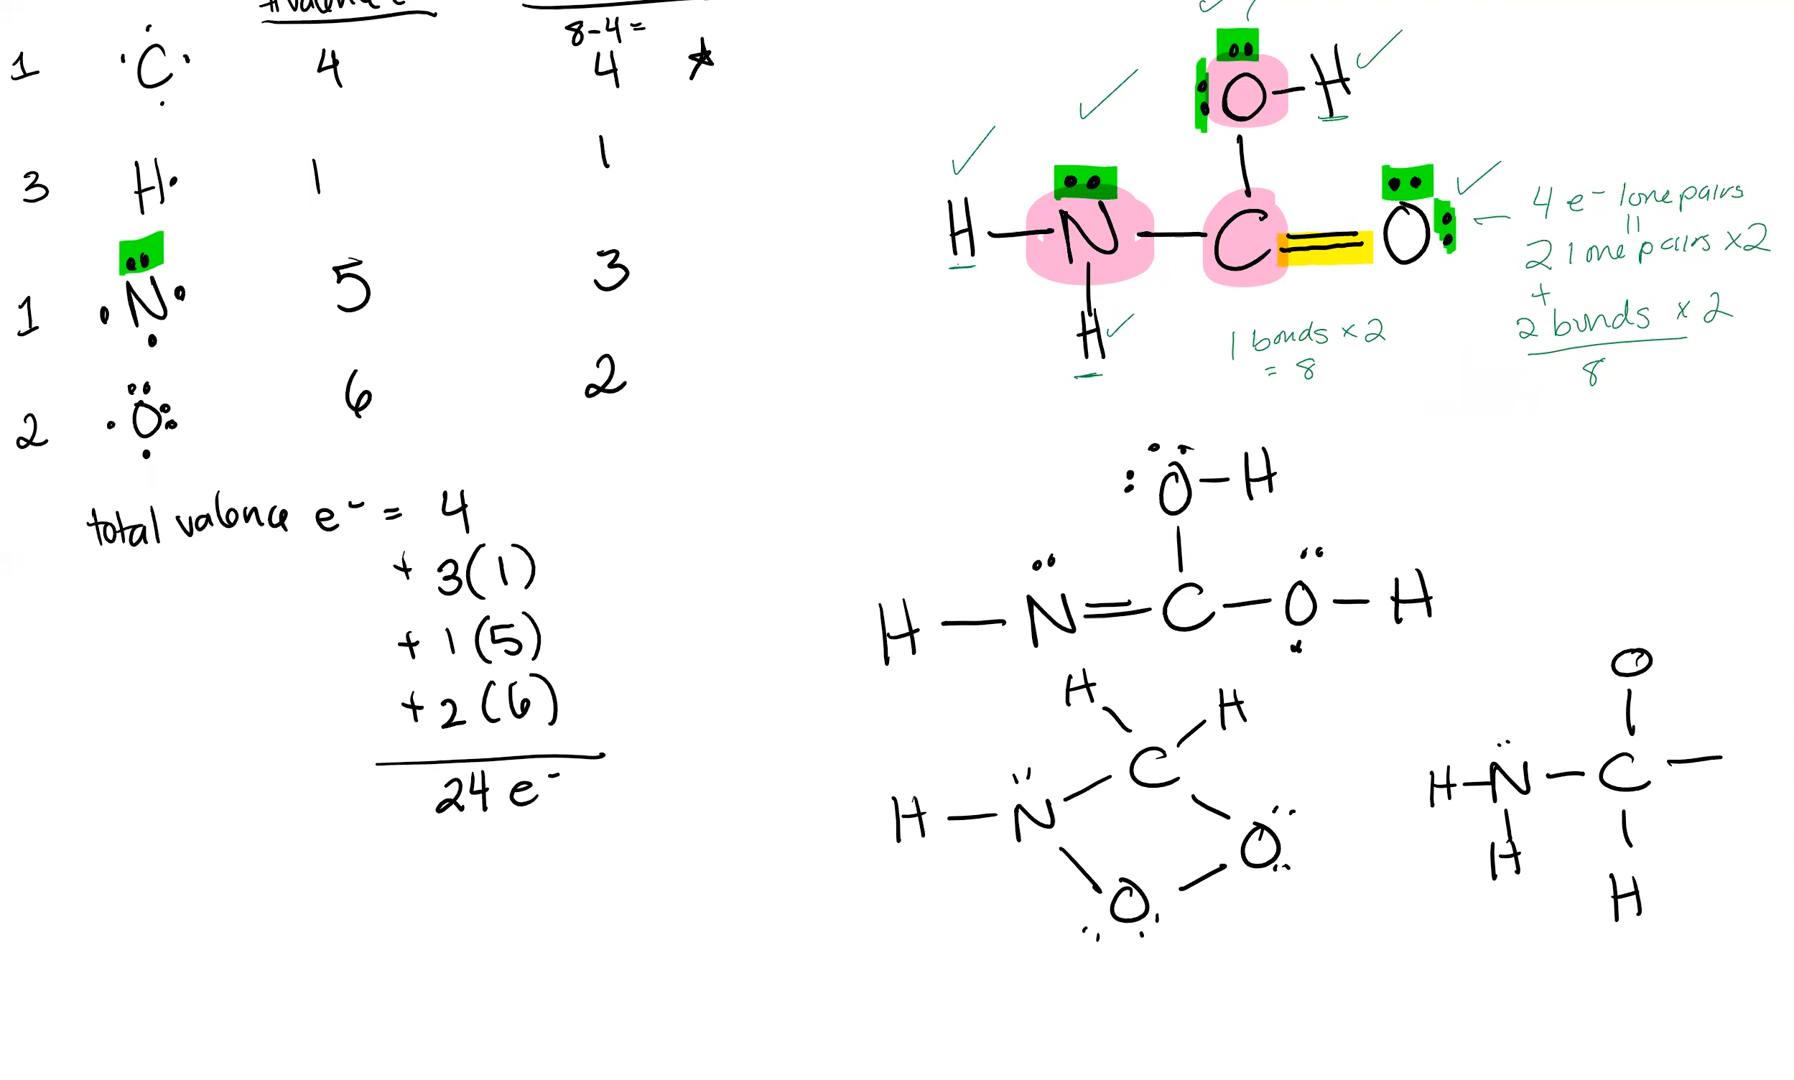 # valence e⁻
1 C 4 8-4= 4 ★
3 H 1 1
1 N 5 3
2 O 6 2
total valence e⁻ = 4
+ 3(1)
+ 1(5)
+ 2(6)
24 e⁻
O-H
H-N-C=O
H
4 e⁻ lone pairs
||
2 lone pairs x2
+
2 bonds x 2
8
1 bonds x 2
= 8
O-H
H-N=C-O-H
H H
C
H-N
O
O
O
H-N-C-
H
H